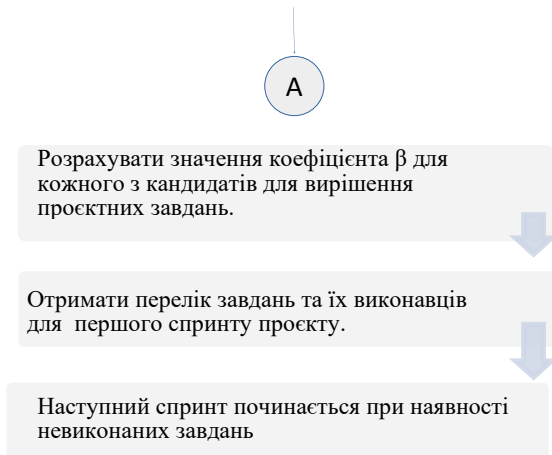 А
Розрахувати значення коефіцієнта β для
кожного з кандидатів для вирішення
проєктних завдань.
Отримати перелік завдань та їх виконавців
для першого спринту проєкту.
Наступний спринт починається при наявності
невиконаних завдань